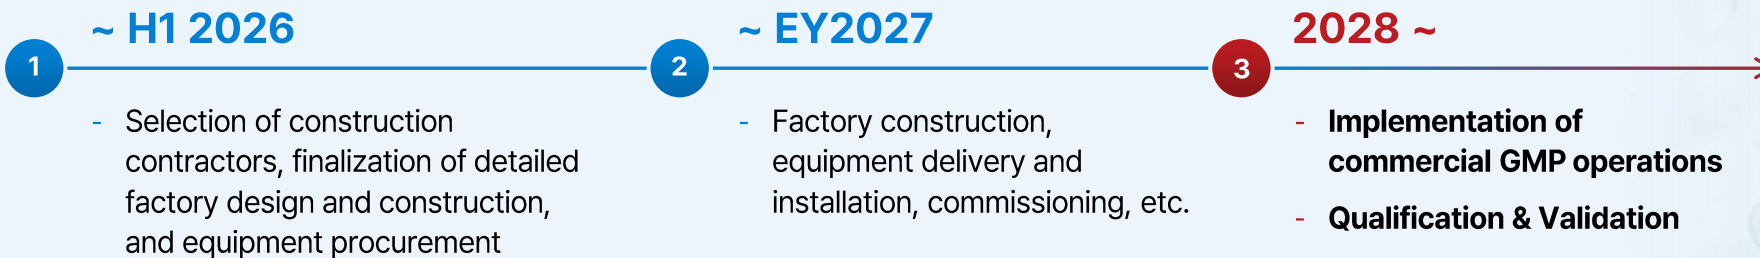 ~ H1 2026
1
- Selection of construction
contractors, finalization of detailed
factory design and construction,
and equipment procurement
~ EY2027
2
- Factory construction,
equipment delivery and
installation, commissioning, etc.
2028 ~
3
- Implementation of
commercial GMP operations
- Qualification & Validation